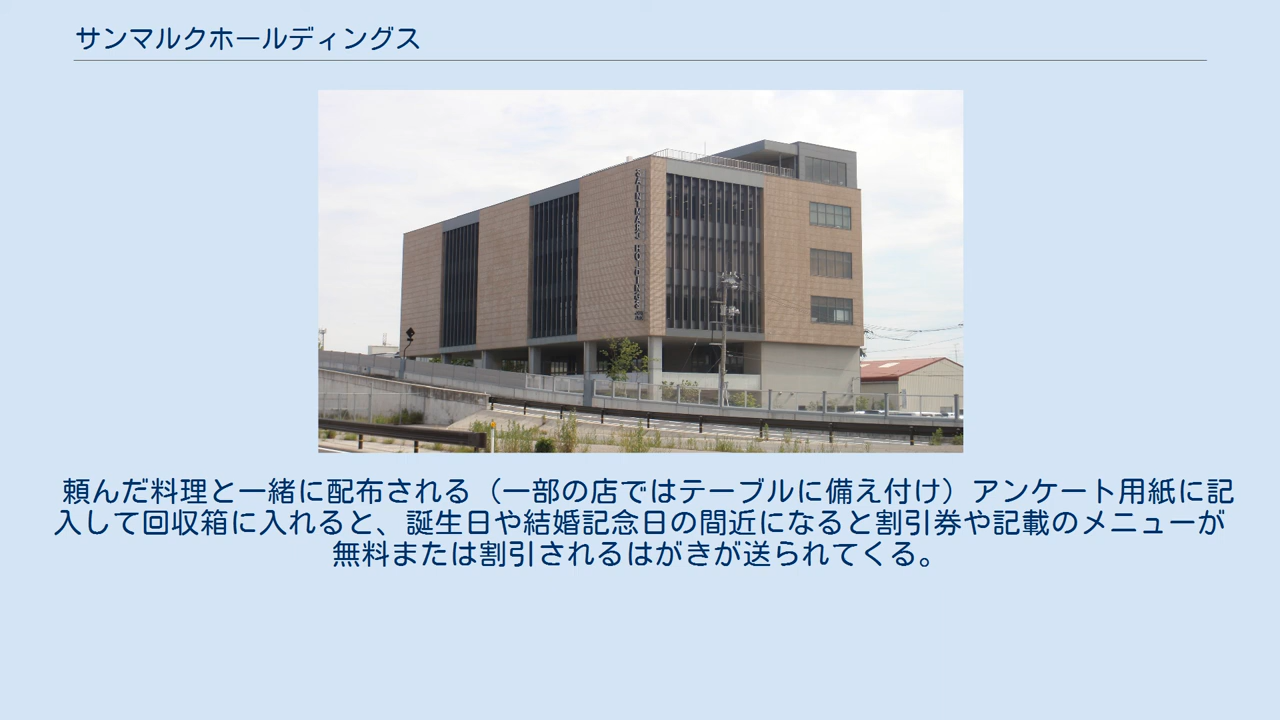 サンマルクホールディングス
SAINTMARC HOLDINGS
頼んだ料理と一緒に配布される（一部の店ではテーブルに備え付け）アンケート用紙に記
入して回収箱に入れると、誕生日や結婚記念日の間近になると割引券や記載のメニューが
無料または割引されるはがきが送られてくる。